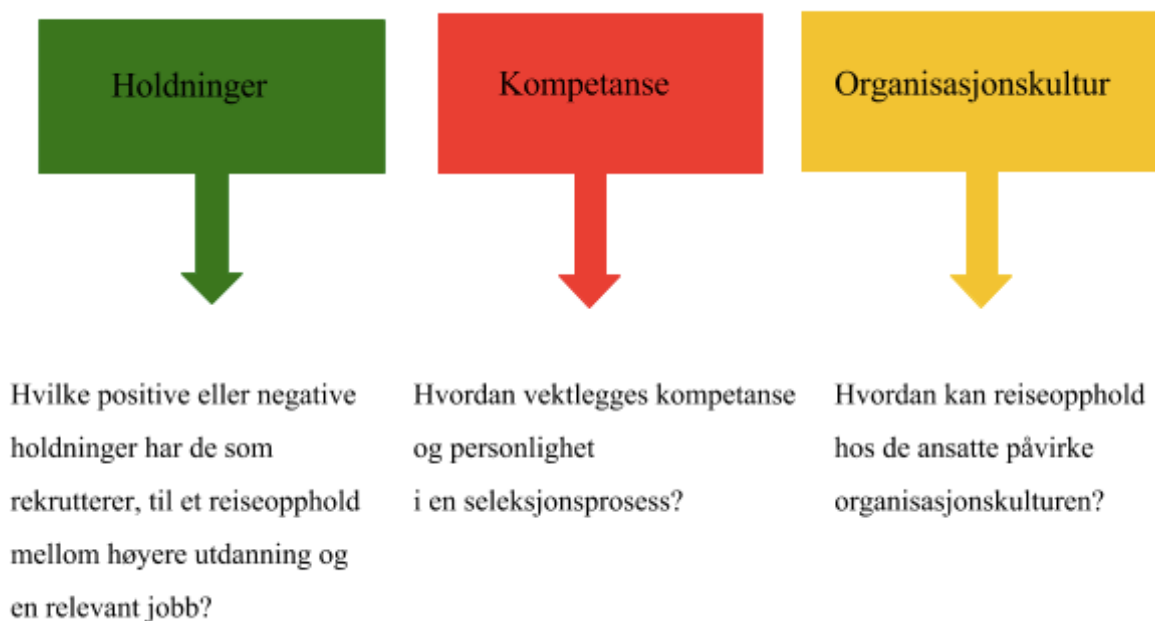 Holdninger
Kompetanse
Organisasjonskultur
Hvilke positive eller negative
holdninger har de som
rekrutterer, til et reiseopphold
mellom høyere utdanning og
en relevant jobb?
Hvordan vektlegges kompetanse
og personlighet
i en seleksjonsprosess?
Hvordan kan reiseopphold
hos de ansatte påvirke
organisasjonskulturen?